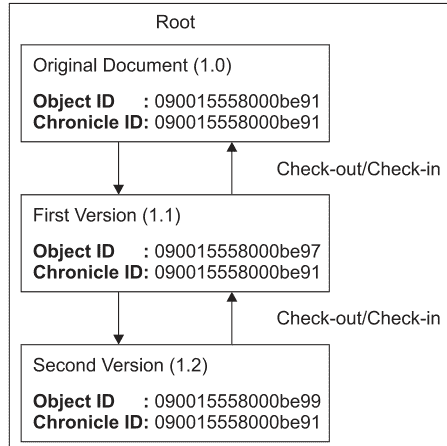 Root
Original Document (1.0)
Object ID : 090015558000be91
Chronicle ID: 090015558000be91
Check-out/Check-in
First Version (1.1)
Object ID : 090015558000be97
Chronicle ID: 090015558000be91
Check-out/Check-in
Second Version (1.2)
Object ID : 090015558000be99
Chronicle ID: 090015558000be91